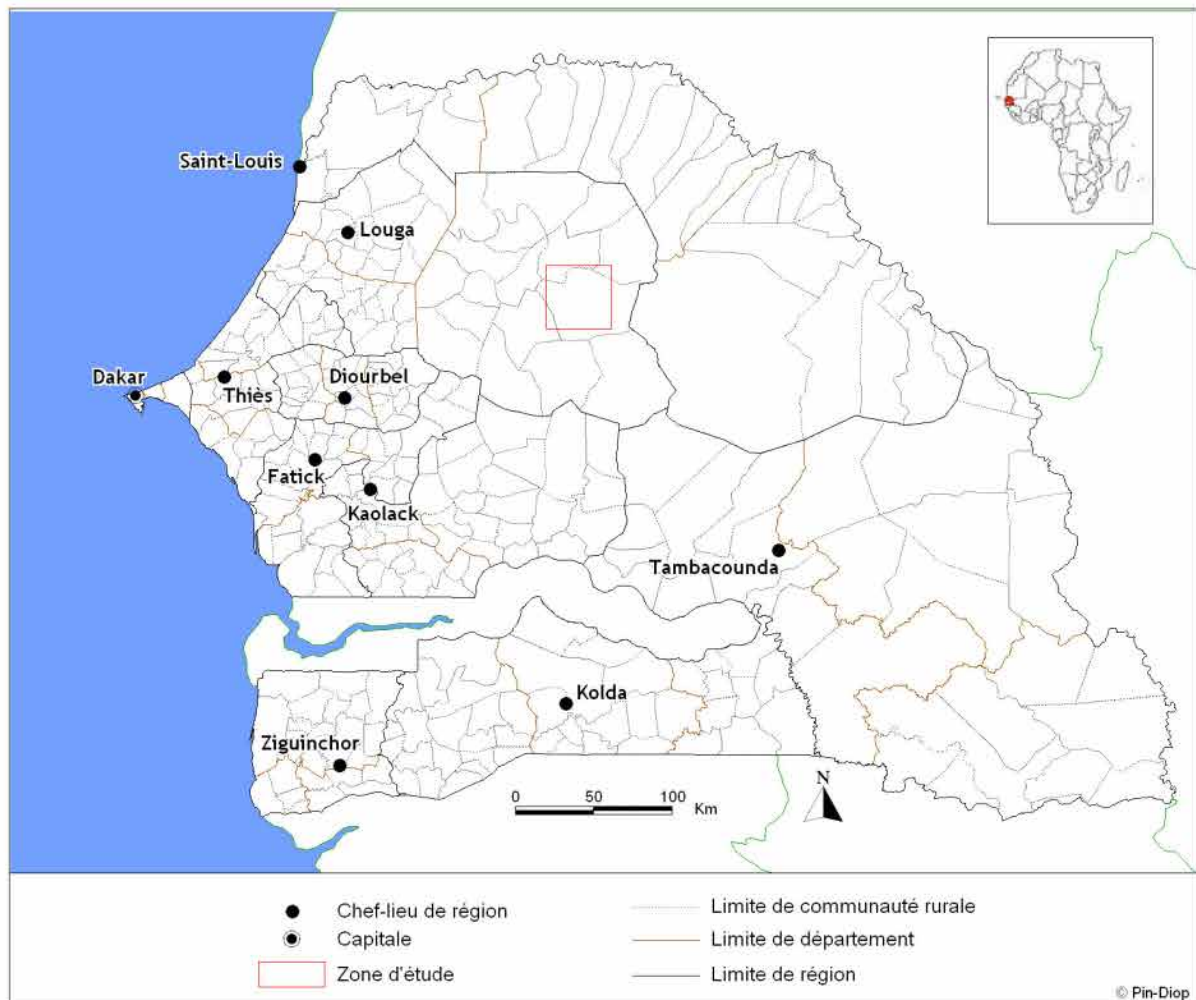 Saint-Louis
Louga
Dakar
Thiès
Diourbel
Fatick
Kaolack
Tambacounda
Kolda
Ziguinchor
N
0 50 100
Km
Chef-lieu de région
Capitale
Zone d'étude
Limite de communauté rurale
Limite de département
Limite de région
© Pin-Diop